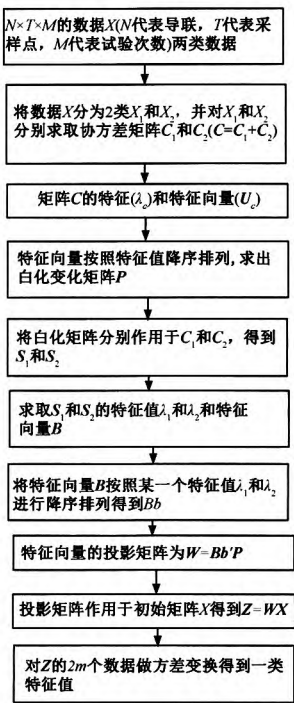 N×T×M的数据X(N代表导联，T代表采
样点，M代表试验次数)两类数据
将数据X分为2类X₁和X₂，并对X₁和X₂
分别求取协方差矩阵C₁和C₂(C=C₁+C₂)
矩阵C的特征(λc)和特征向量(Uc)
特征向量按照特征值降序排列,求出
白化变化矩阵P
将白化矩阵分别作用于C₁和C₂，得到
S₁和S₂
求取S₁和S₂的特征值λ₁和λ₂和特征
向量B
将特征向量B按照某一个特征值λ₁和λ₂
进行降序排列得到Bb
特征向量的投影矩阵为W=Bb'P
投影矩阵作用于初始矩阵X得到Z=WX
对Z的2m个数据做方差变换得到一类
特征值